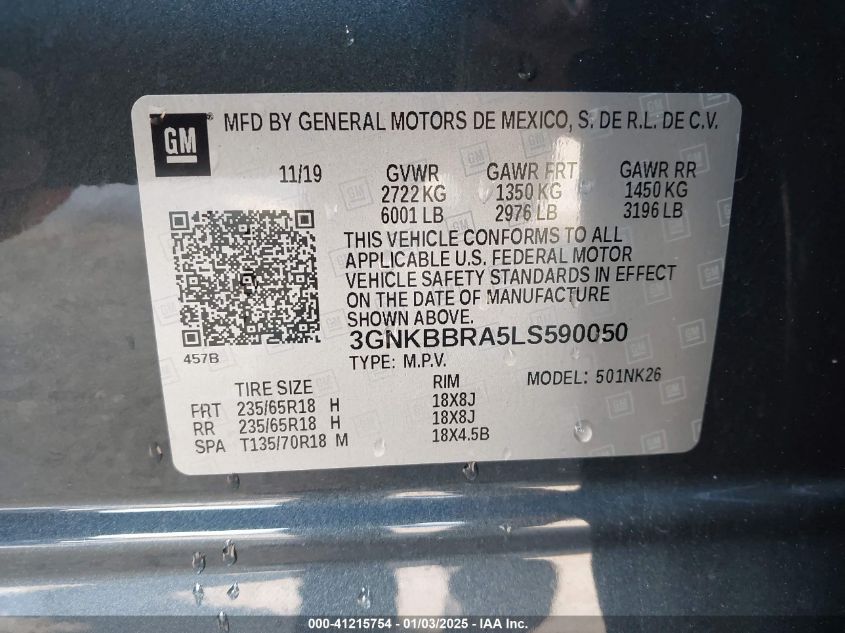 GM MFD BY GENERAL MOTORS DE MEXICO, S. DE R.L. DE C.V.
11/19 GVWR GAWR FRT GAWR RR
2722 KG 1350 KG 1450 KG
6001 LB 2976 LB 3196 LB
THIS VEHICLE CONFORMS TO ALL
APPLICABLE U.S. FEDERAL MOTOR
VEHICLE SAFETY STANDARDS IN EFFECT
ON THE DATE OF MANUFACTURE
SHOWN ABOVE.
457B
3GNKBBRA5LS590050
TYPE: M.P.V.
TIRE SIZE RIM MODEL: 501NK26
FRT 235/65R18 H 18X8J
RR 235/65R18 H 18X8J
SPA T135/70R18 M 18X4.5B
000-41215754 - 01/03/2025 - IAA Inc.